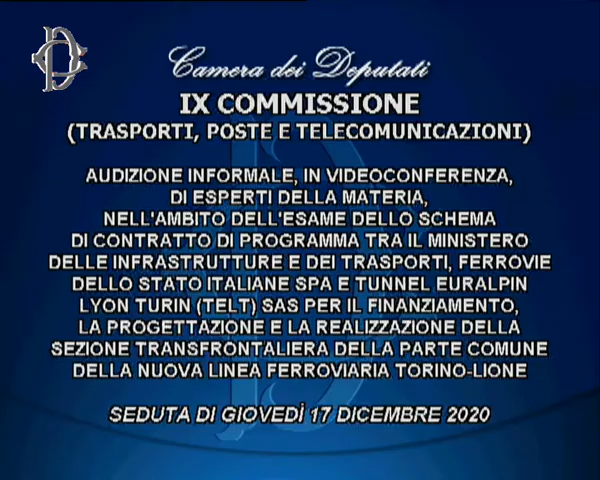 Camera dei Deputati
IX COMMISSIONE
(TRASPORTI, POSTE E TELECOMUNICAZIONI)
AUDIZIONE INFORMALE, IN VIDEOCONFERENZA,
DI ESPERTI DELLA MATERIA,
NELL'AMBITO DELL'ESAME DELLO SCHEMA
DI CONTRATTO DI PROGRAMMA TRA IL MINISTERO
DELLE INFRASTRUTTURE E DEI TRASPORTI, FERROVIE
DELLO STATO ITALIANE SPA E TUNNEL EURALPIN
LYON TURIN (TELT) SAS PER IL FINANZIAMENTO,
LA PROGETTAZIONE E LA REALIZZAZIONE DELLA
SEZIONE TRANSFRONTALIERA DELLA PARTE COMUNE
DELLA NUOVA LINEA FERROVIARIA TORINO-LIONE
SEDUTA DI GIOVEDÌ 17 DICEMBRE 2020